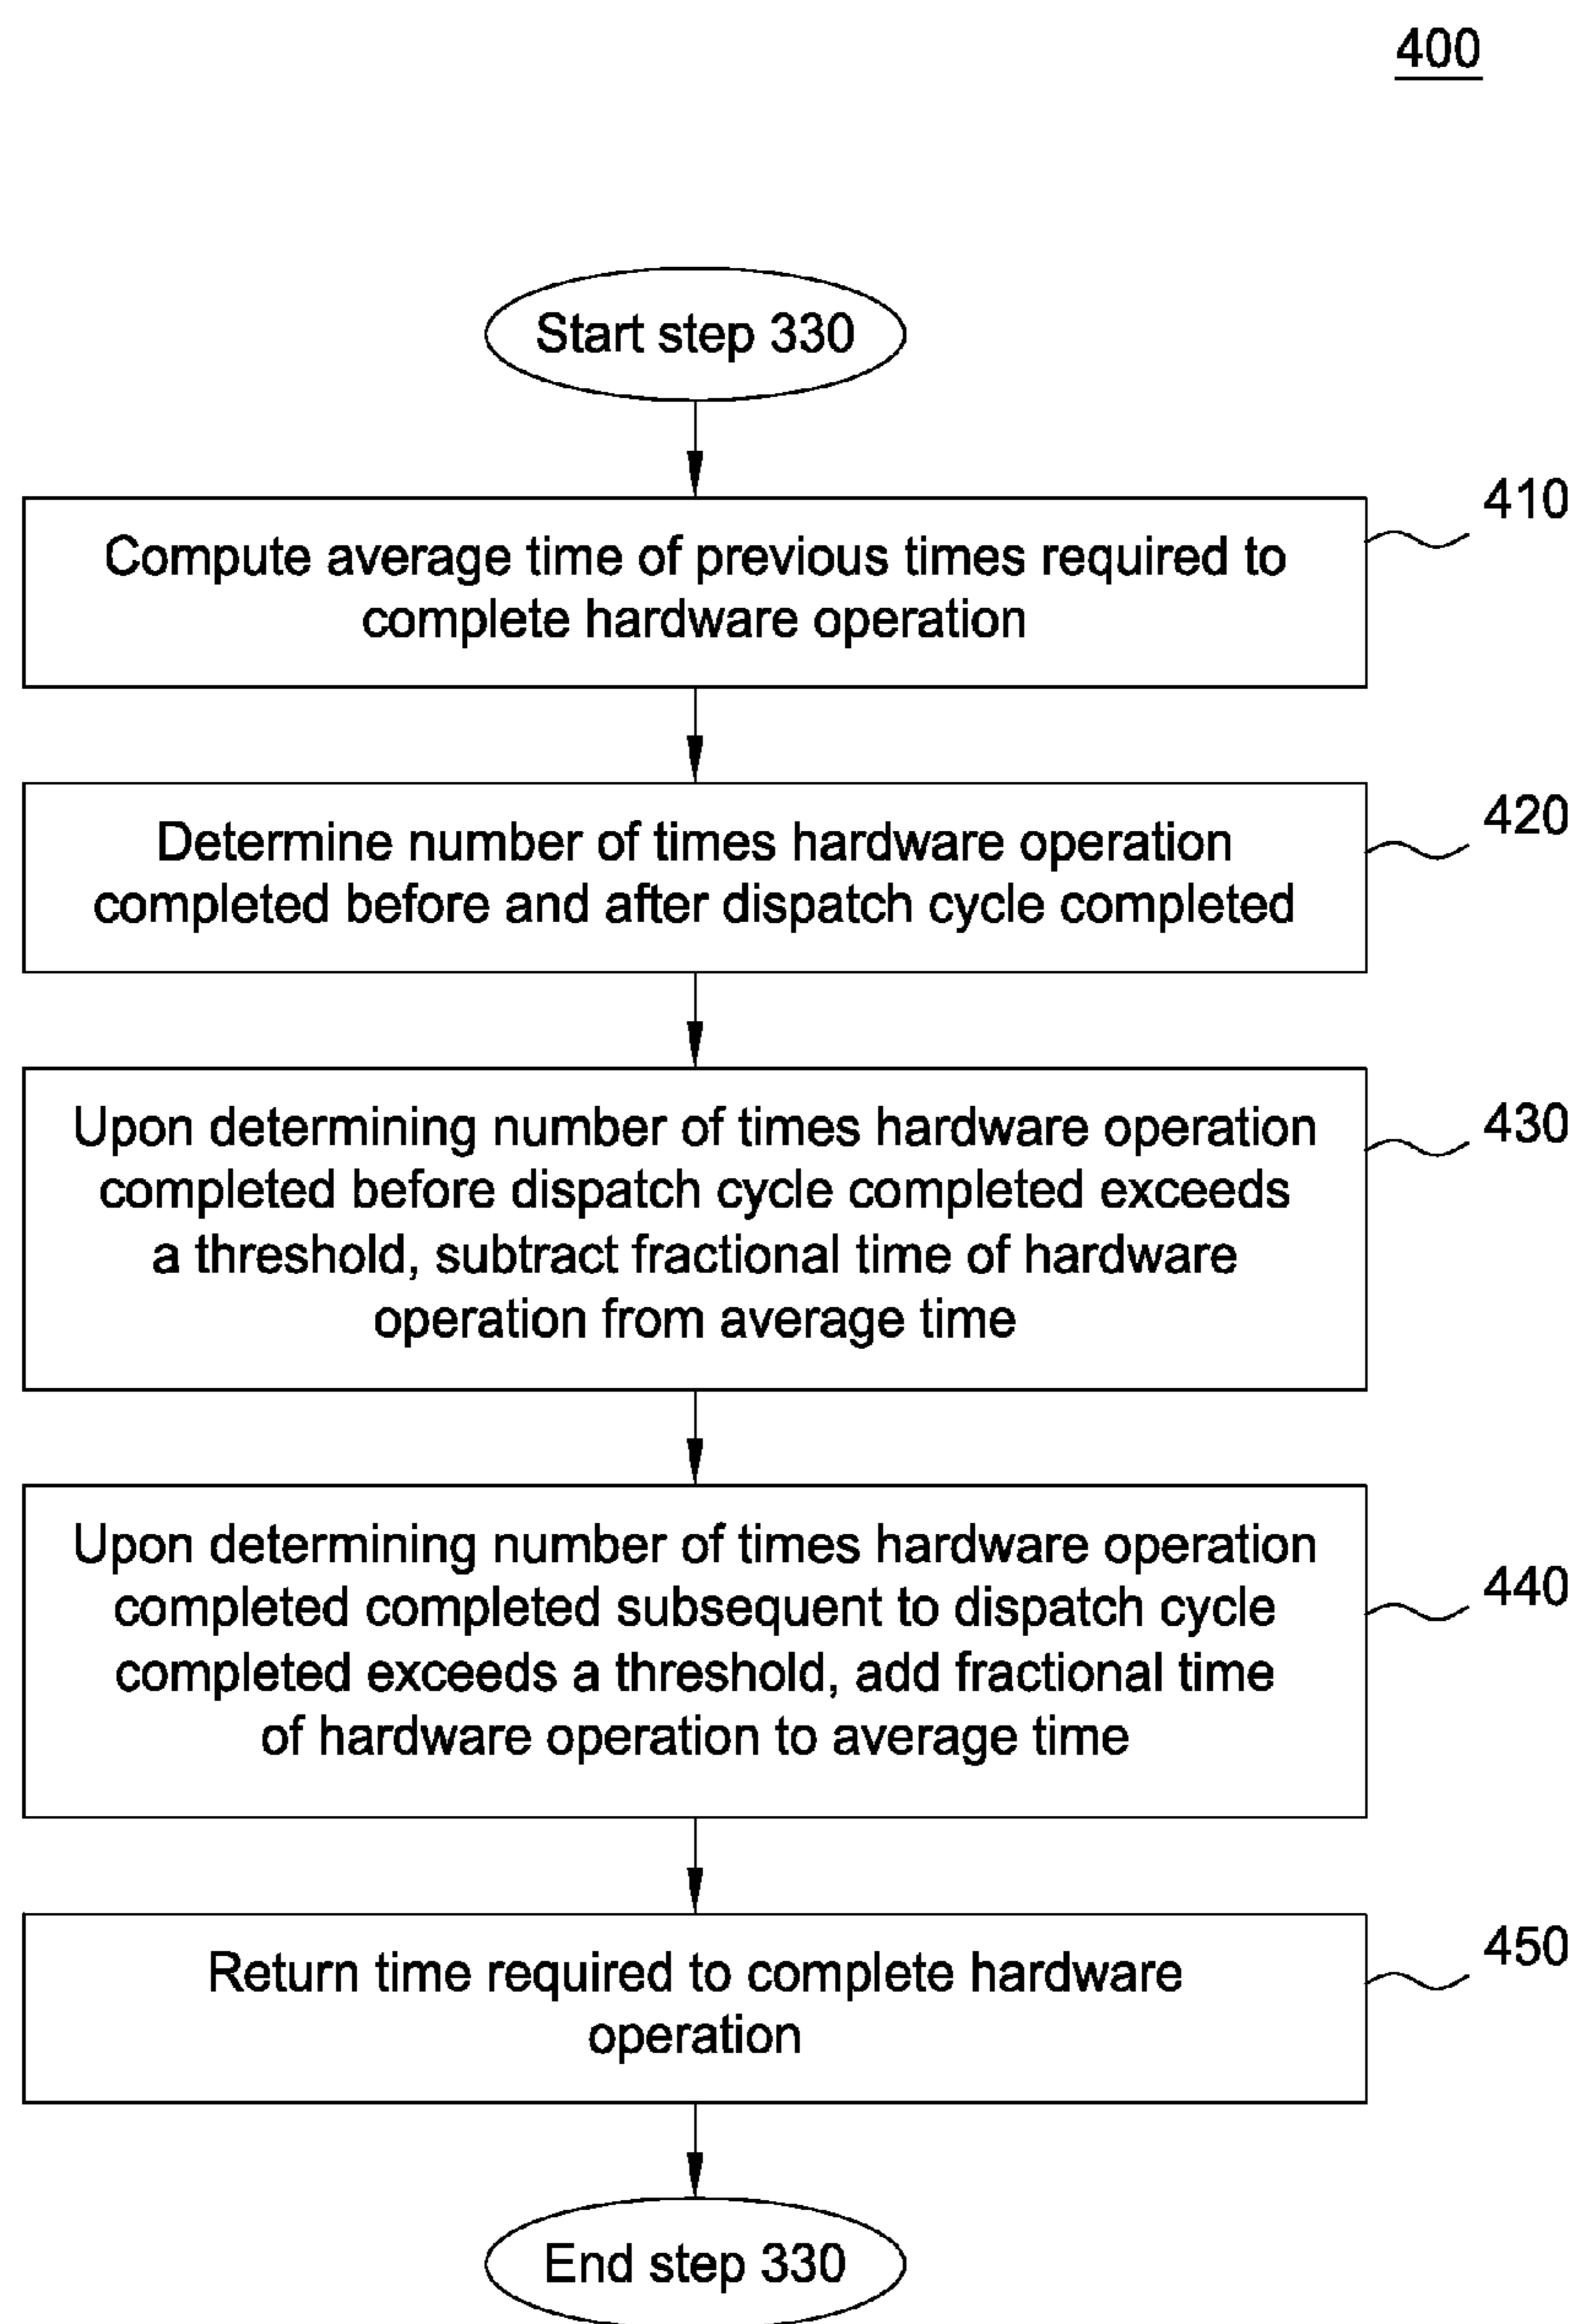 400
Start step 330
410
Compute average time of previous times required to
complete hardware operation
420
Determine number of times hardware operation
completed before and after dispatch cycle completed
430
Upon determining number of times hardware operation
completed before dispatch cycle completed exceeds
a threshold, subtract fractional time of hardware
operation from average time
440
Upon determining number of times hardware operation
completed completed subsequent to dispatch cycle
completed exceeds a threshold, add fractional time
of hardware operation to average time
450
Return time required to complete hardware
operation
End step 330